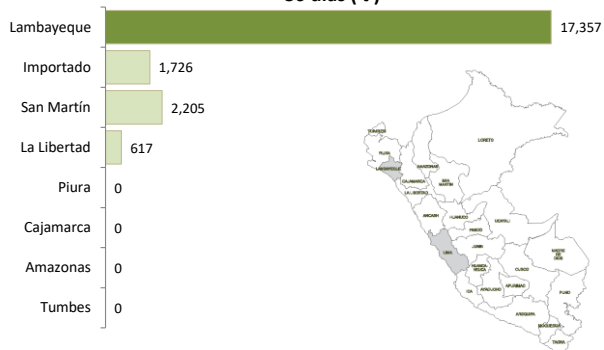 30 días ( t )
Lambayeque 17,357
Importado 1,726
San Martín 2,205
La Libertad 617
Piura 0
Cajamarca 0
Amazonas 0
Tumbes 0
TUMBES
PIURA
LORETO
LAMBAYEQUE
AMAZONAS
CAJAMARCA
SAN
MARTIN
LA LIBERTAD
ANCASH
HUANUCO
UCAYALI
PASCO
LIMA
JUNIN
MADRE
DE
DIOS
HUANCA-
VELICA
CUSCO
ICA
AYACUCHO
APURIMAC
PUNO
AREQUIPA
MOQUEGUA
TACNA